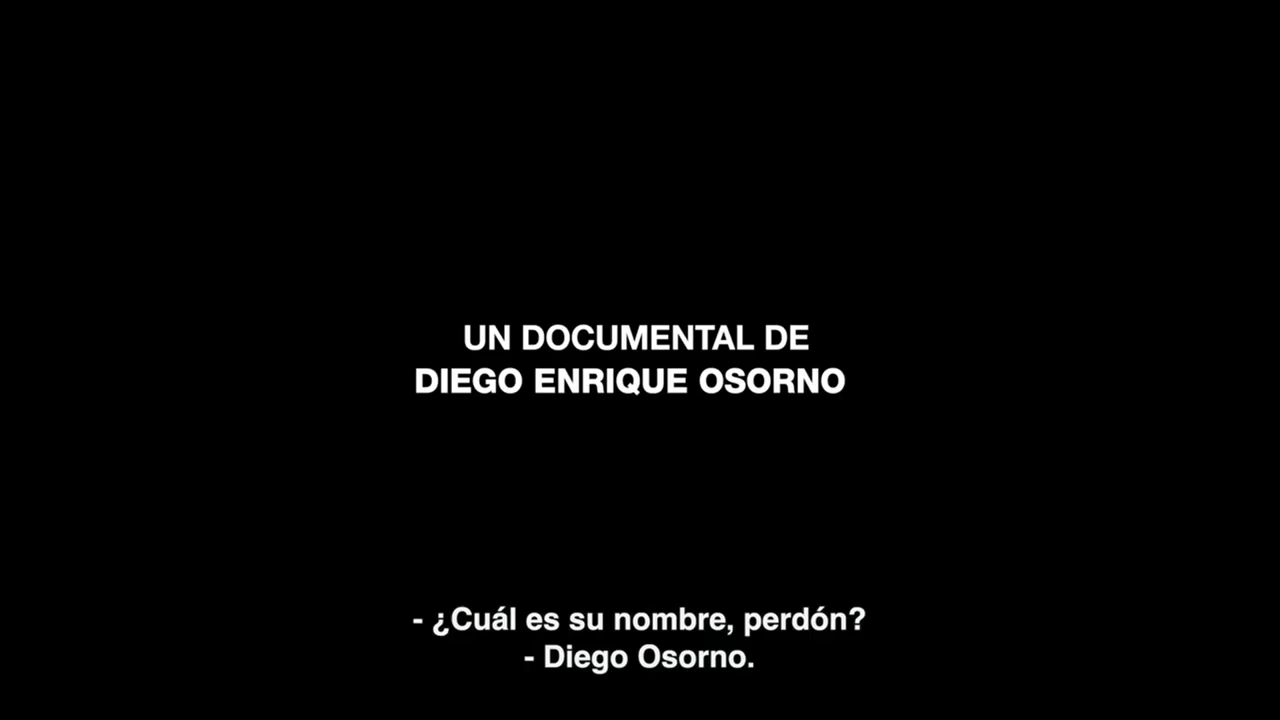 UN DOCUMENTAL DE
DIEGO ENRIQUE OSORNO
- ¿Cuál es su nombre, perdón?
- Diego Osorno.